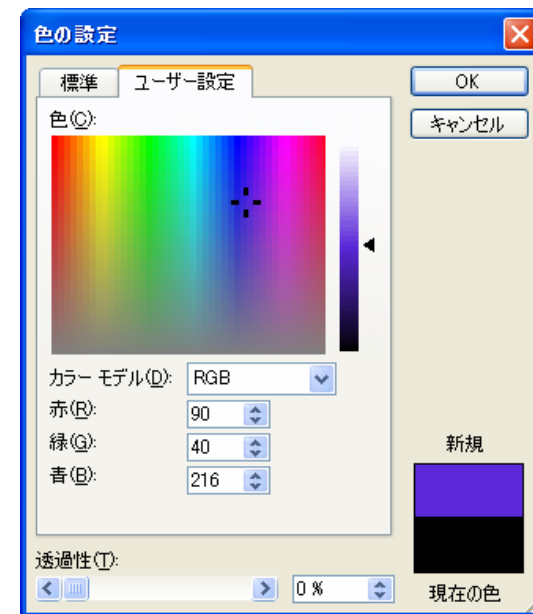 色の設定
標準 ユーザー設定
OK
キャンセル
色(C):
カラー モデル(D): RGB
赤(R): 90
緑(G): 40
青(B): 216
新規
現在の色
透過性(T):
0 %